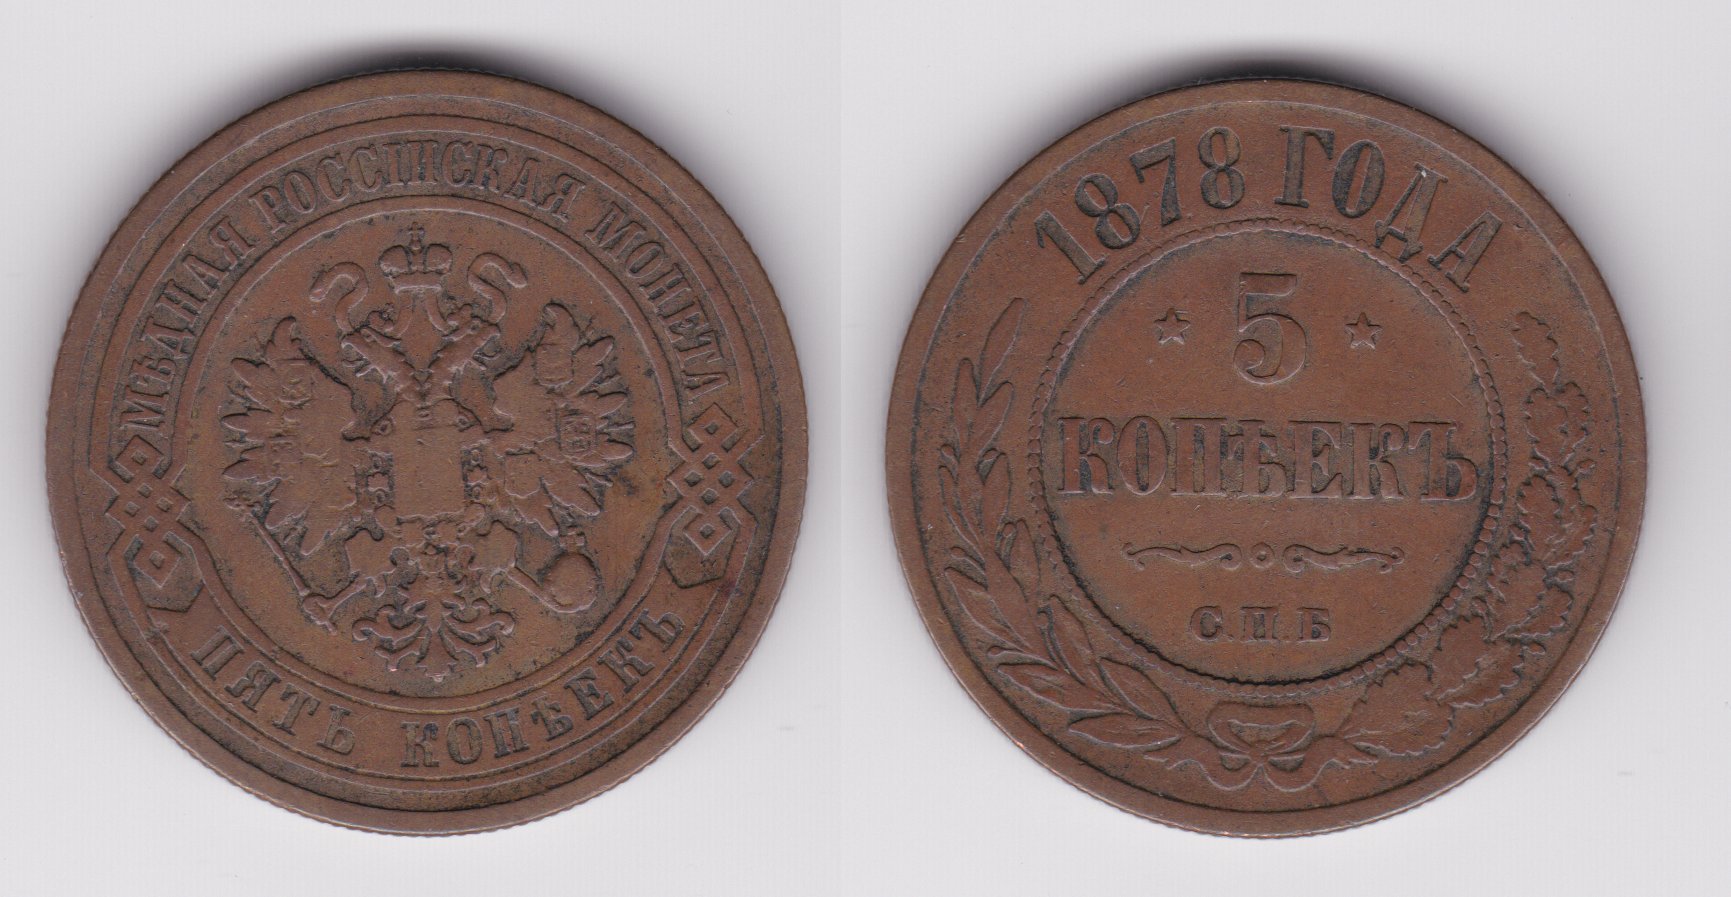 МѢДНАЯ РОССІЙСКАЯ МОНЕТА
ПЯТЬ КОПѢЕКЪ
1878 ГОДА
5
КОПѢЕКЪ
С.П.Б